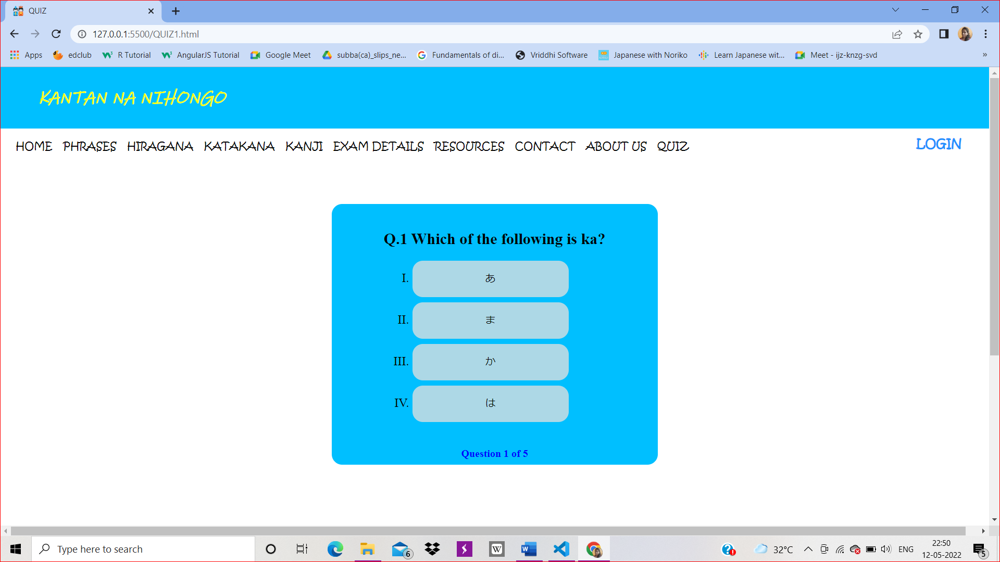 QUIZ
127.0.0.1:5500/QUIZ1.html
Apps edclub R Tutorial AngularJS Tutorial Google Meet subba(ca)_slips_ne... Fundamentals of di... Vriddhi Software Japanese with Noriko Learn Japanese wit... Meet - ijz-knzg-svd »
KANTAN NA NIHONGO
HOME PHRASES HIRAGANA KATAKANA KANJI EXAM DETAILS RESOURCES CONTACT ABOUT US QUIZ LOGIN
Q.1 Which of the following is ka?
I. あ
II. ま
III. か
IV. は
Question 1 of 5
Type here to search 6 32°C ENG 22:50
12-05-2022 5